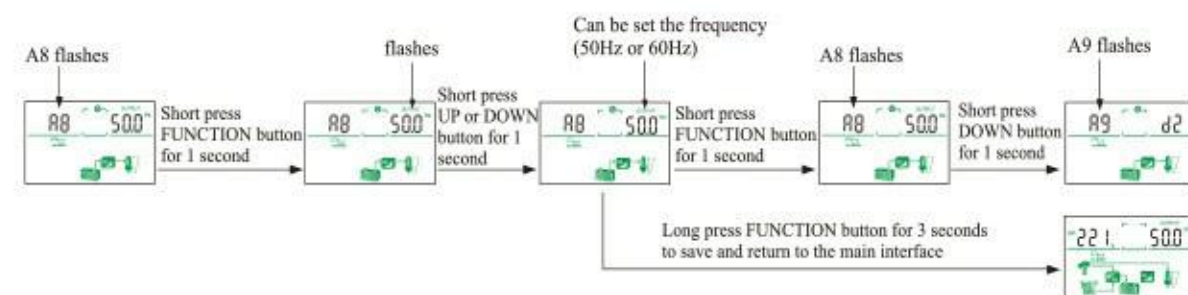 Can be set the frequency
(50Hz or 60Hz)
A8 flashes
flashes
A8 flashes
A9 flashes
A8 50.0
Short press
FUNCTION button
for 1 second
A8 50.0
Short press
UP or DOWN
button for 1
second
A8 50.0
Short press
FUNCTION button
for 1 second
A8 50.0
Short press
DOWN button
for 1 second
A9 d2
Long press FUNCTION button for 3 seconds
to save and return to the main interface
221 50.0